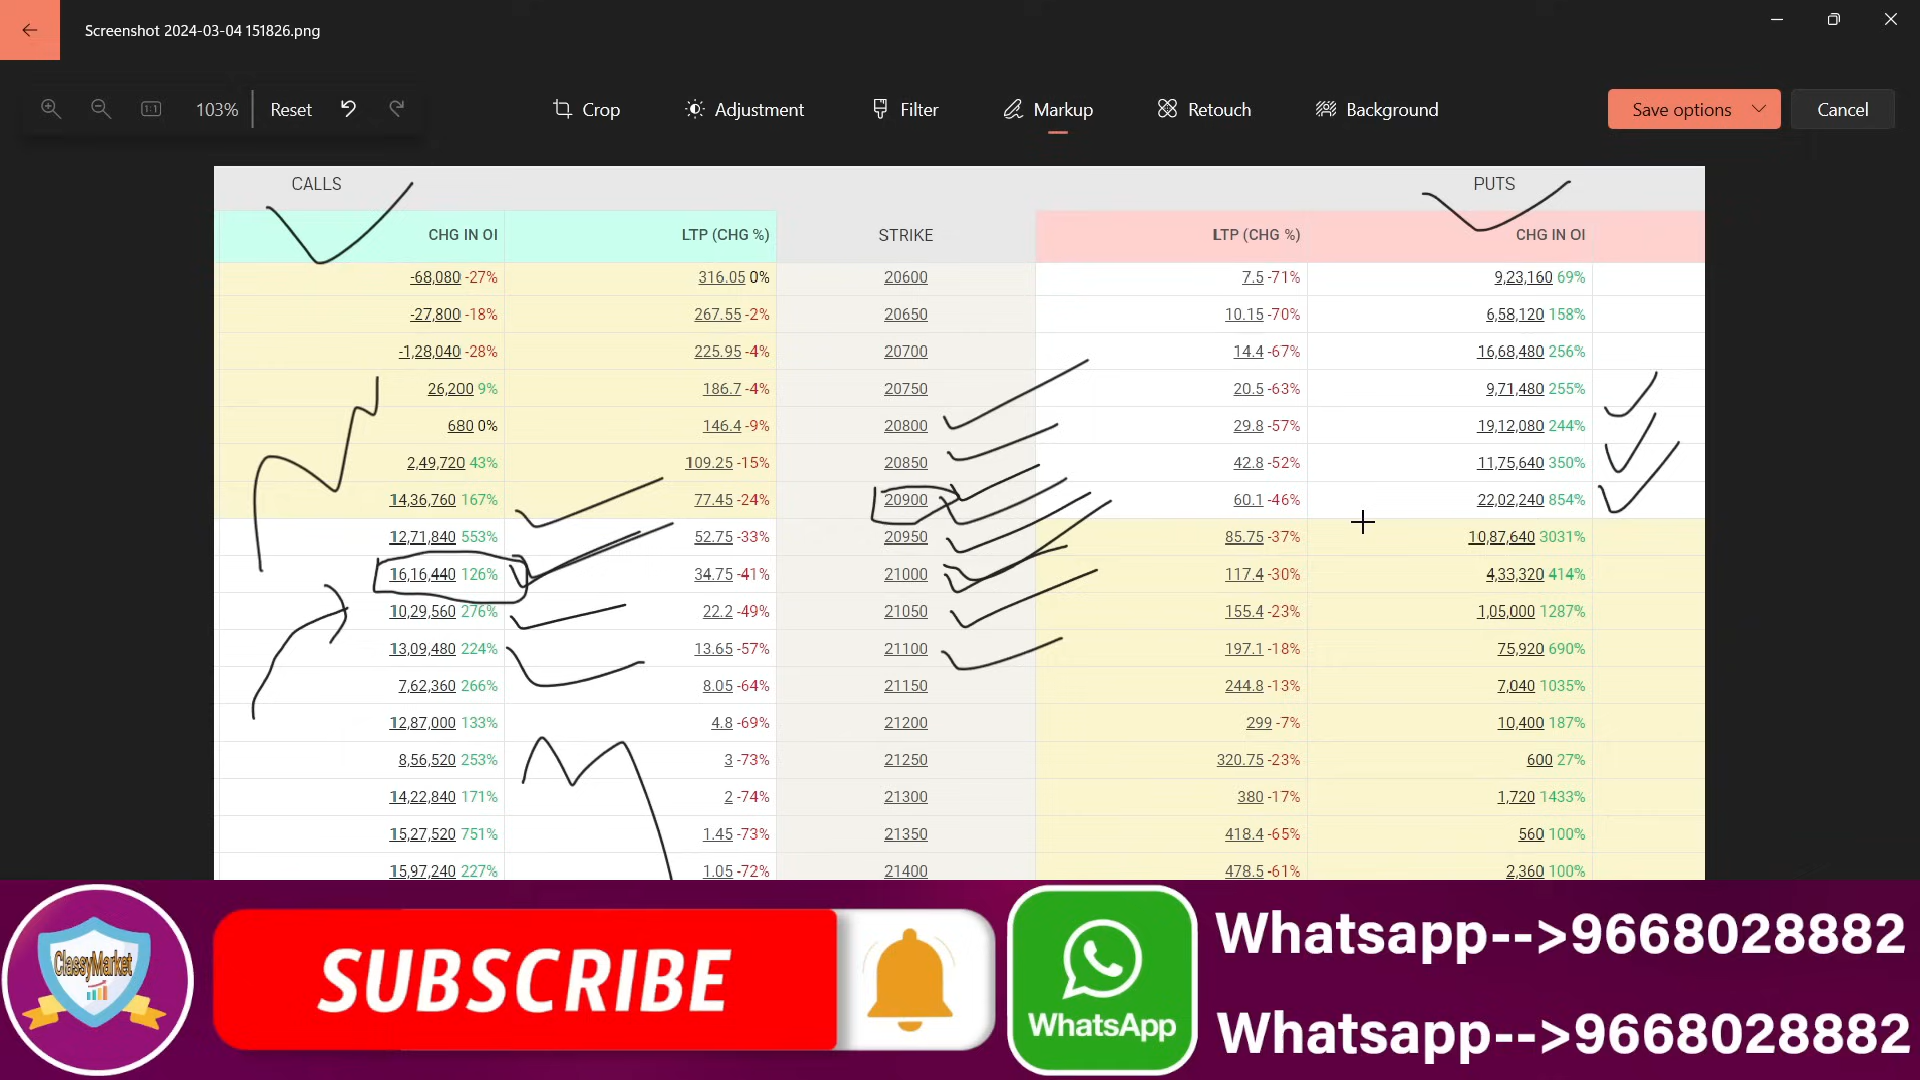 Screenshot 2024-03-04 151826.png
103% Reset Crop Adjustment Filter Markup Retouch Background Save options Cancel
CALLS PUTS
CHG IN OI LTP (CHG %) STRIKE LTP (CHG %) CHG IN OI
-68,080 -27% 316.05 0% 20600 7.5 -71% 9,23,160 69%
-27,800 -18% 267.55 -2% 20650 10.15 -70% 6,58,120 158%
-1,28,040 -28% 225.95 -4% 20700 14.4 -67% 16,68,480 256%
26,200 9% 186.7 -4% 20750 20.5 -63% 9,71,480 255%
680 0% 146.4 -9% 20800 29.8 -57% 19,12,080 244%
2,49,720 43% 109.25 -15% 20850 42.8 -52% 11,75,640 350%
14,36,760 167% 77.45 -24% 20900 60.1 -46% 22,02,240 854%
12,71,840 553% 52.75 -33% 20950 85.75 -37% 10,87,640 3031%
16,16,440 126% 34.75 -41% 21000 117.4 -30% 4,33,320 414%
10,29,560 276% 22.2 -49% 21050 155.4 -23% 1,05,000 1287%
13,09,480 224% 13.65 -57% 21100 197.1 -18% 75,920 690%
7,62,360 266% 8.05 -64% 21150 244.8 -13% 7,040 1035%
12,87,000 133% 4.8 -69% 21200 299 -7% 10,400 187%
8,56,520 253% 3 -73% 21250 320.75 -23% 600 27%
14,22,840 171% 2 -74% 21300 380 -17% 1,720 1433%
15,27,520 751% 1.45 -73% 21350 418.4 -65% 560 100%
15,97,240 227% 1.05 -72% 21400 478.5 -61% 2,360 100%
ClassyMarket
SUBSCRIBE
WhatsApp
Whatsapp-->9668028882
Whatsapp-->9668028882